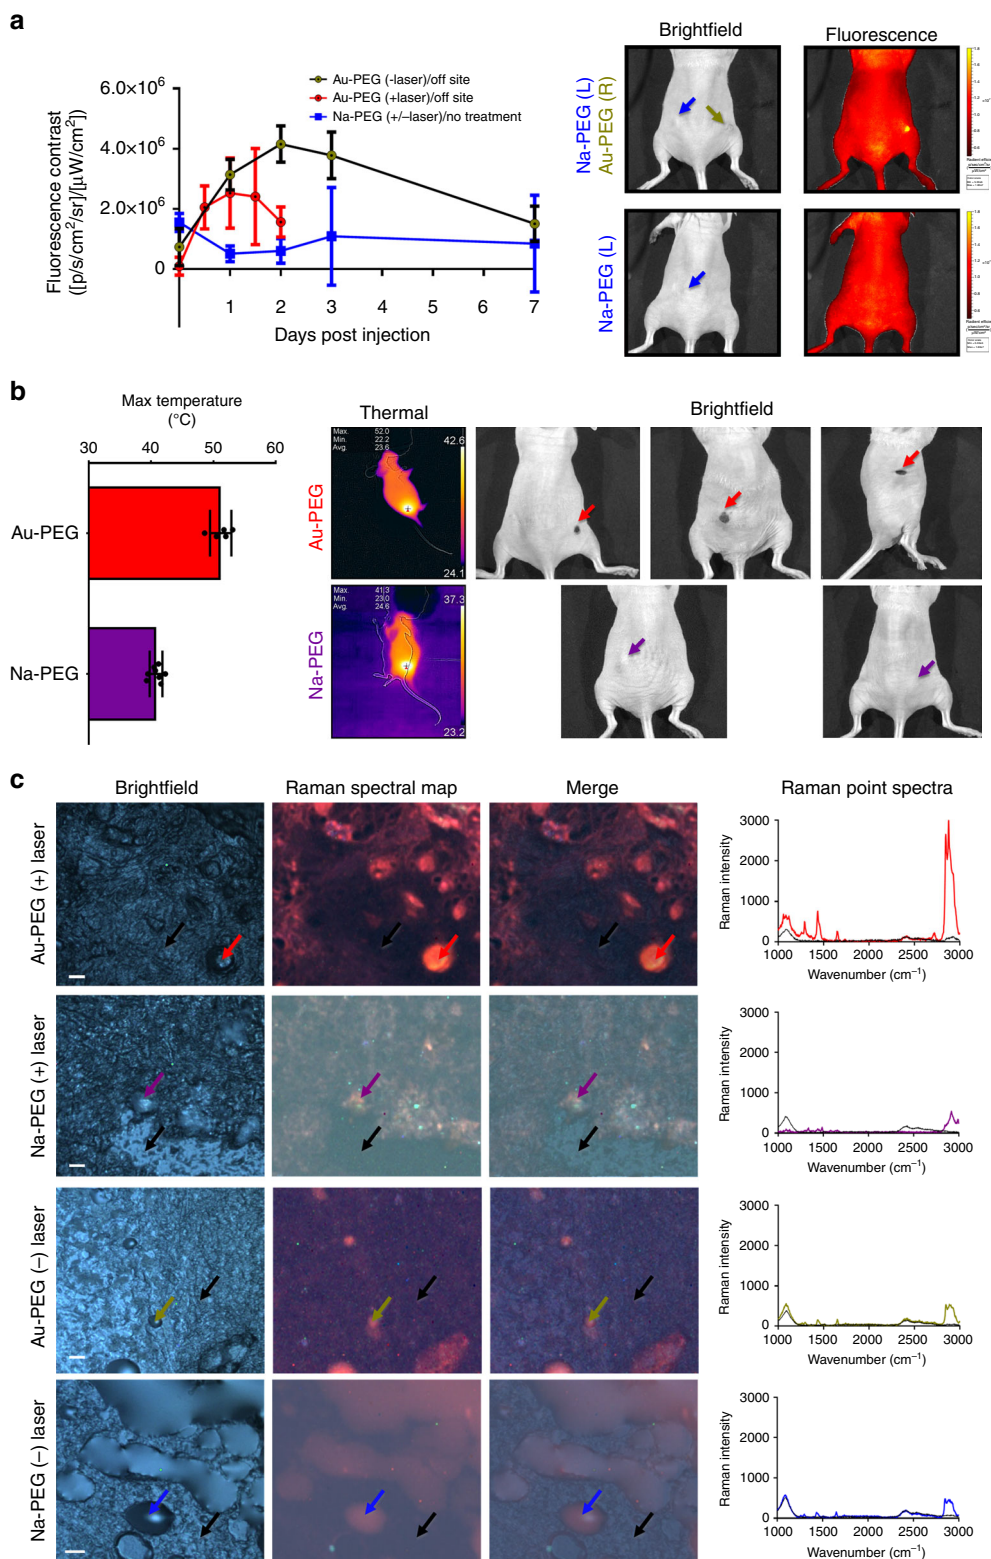 a
Fluorescence contrast
([p/s/cm²/sr]/[μW/cm²])
6.0×10⁶
4.0×10⁶
2.0×10⁶
0
Au-PEG (-laser)/off site
Au-PEG (+laser)/off site
Na-PEG (+/−laser)/no treatment
1 2 3 4 5 6 7
Days post injection
Brightfield
Fluorescence
Na-PEG (L)
Au-PEG (R)
Na-PEG (L)
b
Max temperature
(°C)
30 40 50 60
Au-PEG
Na-PEG
Thermal
Brightfield
Au-PEG
Max. 52.0
Min. 22.2
Avg. 23.6
42.6
24.1
Na-PEG
Max. 41.3
Min. 23.0
Avg. 24.6
37.3
23.2
c
Brightfield
Raman spectral map
Merge
Raman point spectra
Au-PEG (+) laser
Raman intensity
3000
2000
1000
0
1000 1500 2000 2500 3000
Wavenumber (cm⁻¹)
Na-PEG (+) laser
Raman intensity
3000
2000
1000
0
1000 1500 2000 2500 3000
Wavenumber (cm⁻¹)
Au-PEG (−) laser
Raman intensity
3000
2000
1000
0
1000 1500 2000 2500 3000
Wavenumber (cm⁻¹)
Na-PEG (−) laser
Raman intensity
3000
2000
1000
0
1000 1500 2000 2500 3000
Wavenumber (cm⁻¹)